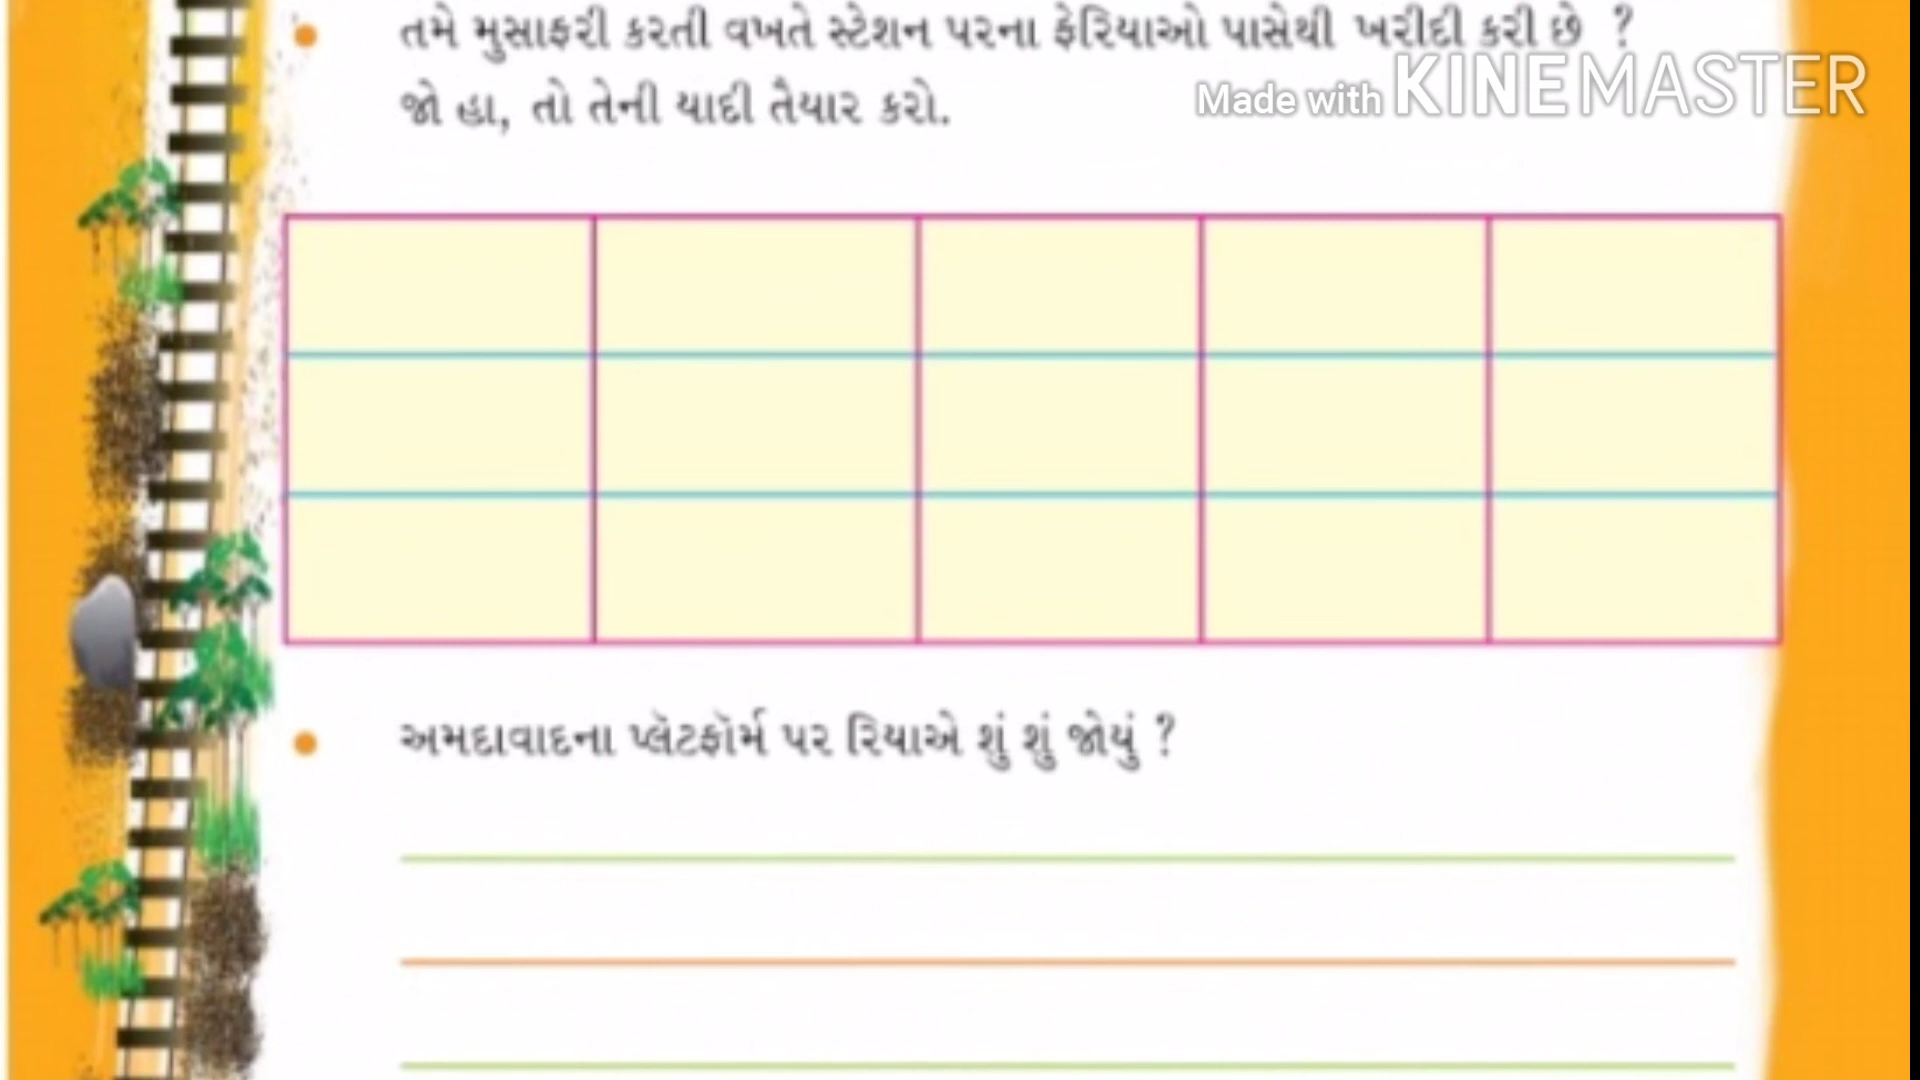 તમે મુસાફરી કરતી વખતે સ્ટેશન પરના ફેરિયાઓ પાસેથી ખરીદી કરી છે ?
Made with KINEMASTER
જો હા, તો તેની યાદી તૈયાર કરો.
અમદાવાદના પ્લૅટફૉર્મ પર રિયાએ શું શું જોયું ?